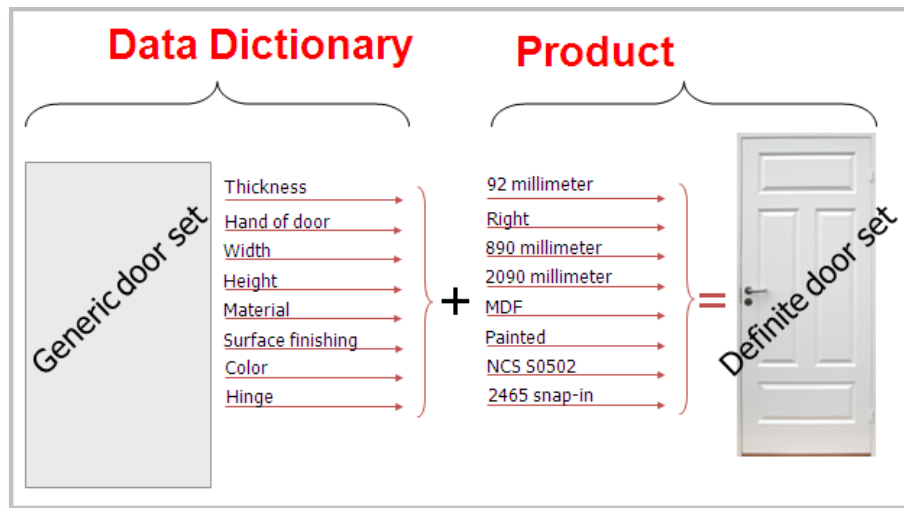 Data Dictionary
Product
Generic door set
Thickness
Hand of door
Width
Height
Material
Surface finishing
Color
Hinge
+
92 millimeter
Right
890 millimeter
2090 millimeter
MDF
Painted
NCS S0502
2465 snap-in
=
Definite door set